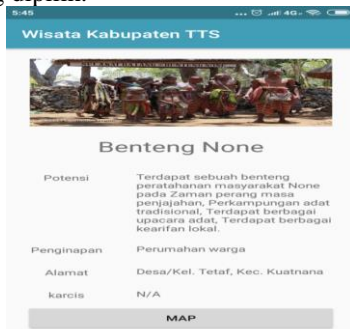 5:45
4G
Wisata Kabupaten TTS
Benteng None
Potensi
Terdapat sebuah benteng
peratahanan masyarakat None
pada Zaman perang masa
penjajahan, Perkampungan adat
tradisional, Terdapat berbagai
upacara adat, Terdapat berbagai
kearifan lokal.
Penginapan
Perumahan warga
Alamat
Desa/Kel. Tetaf, Kec. Kuatnana
karcis
N/A
MAP